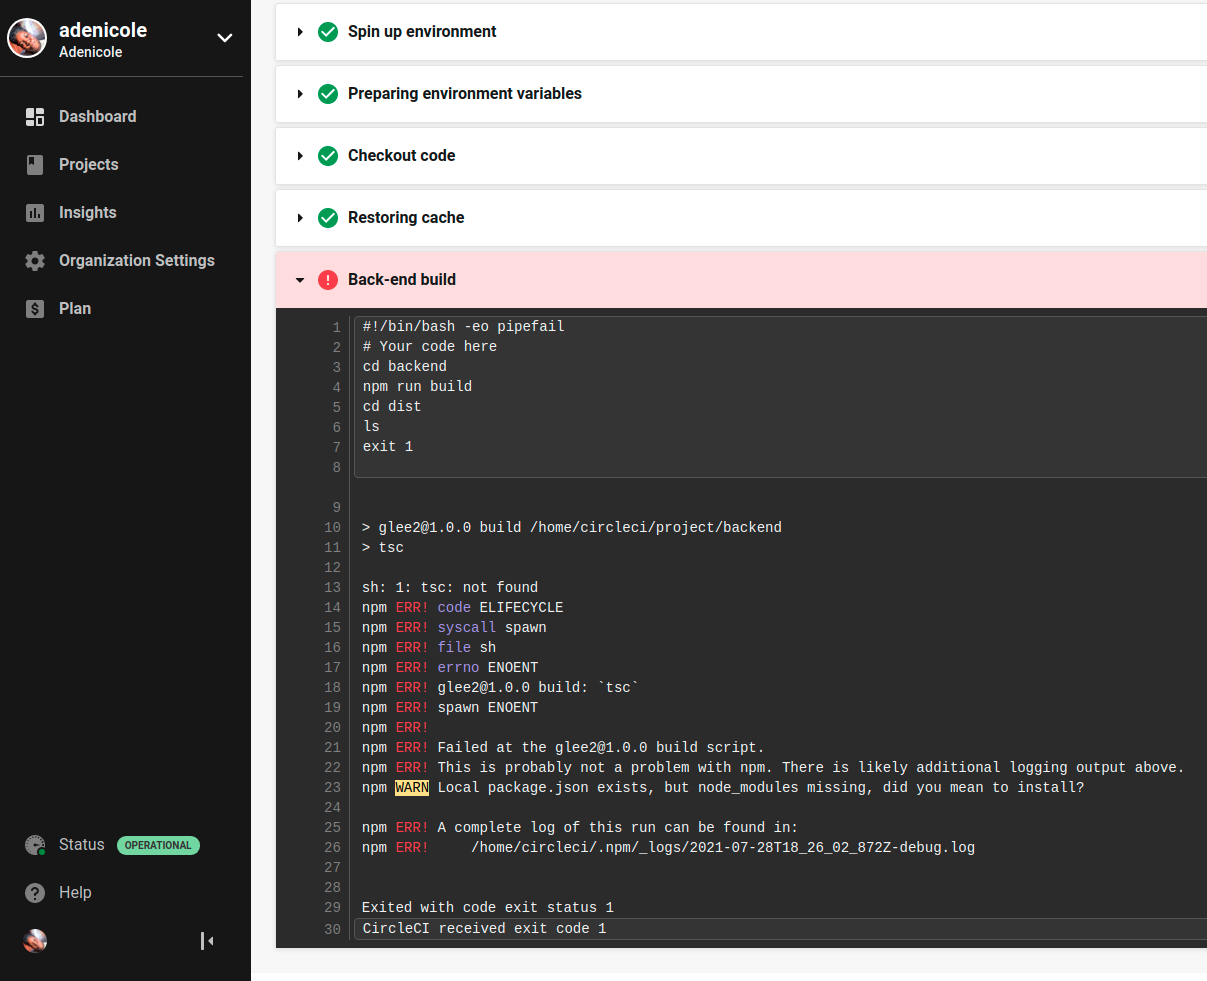 adenicole
Adenicole
Dashboard
Projects
Insights
Organization Settings
Plan
Status OPERATIONAL
Help
Spin up environment
Preparing environment variables
Checkout code
Restoring cache
Back-end build
1 #!/bin/bash -eo pipefail
2 # Your code here
3 cd backend
4 npm run build
5 cd dist
6 ls
7 exit 1
8
9
10 > glee2@1.0.0 build /home/circleci/project/backend
11 > tsc
12
13 sh: 1: tsc: not found
14 npm ERR! code ELIFECYCLE
15 npm ERR! syscall spawn
16 npm ERR! file sh
17 npm ERR! errno ENOENT
18 npm ERR! glee2@1.0.0 build: `tsc`
19 npm ERR! spawn ENOENT
20 npm ERR!
21 npm ERR! Failed at the glee2@1.0.0 build script.
22 npm ERR! This is probably not a problem with npm. There is likely additional logging output above.
23 npm WARN Local package.json exists, but node_modules missing, did you mean to install?
24
25 npm ERR! A complete log of this run can be found in:
26 npm ERR!     /home/circleci/.npm/_logs/2021-07-28T18_26_02_872Z-debug.log
27
28
29 Exited with code exit status 1
30 CircleCI received exit code 1